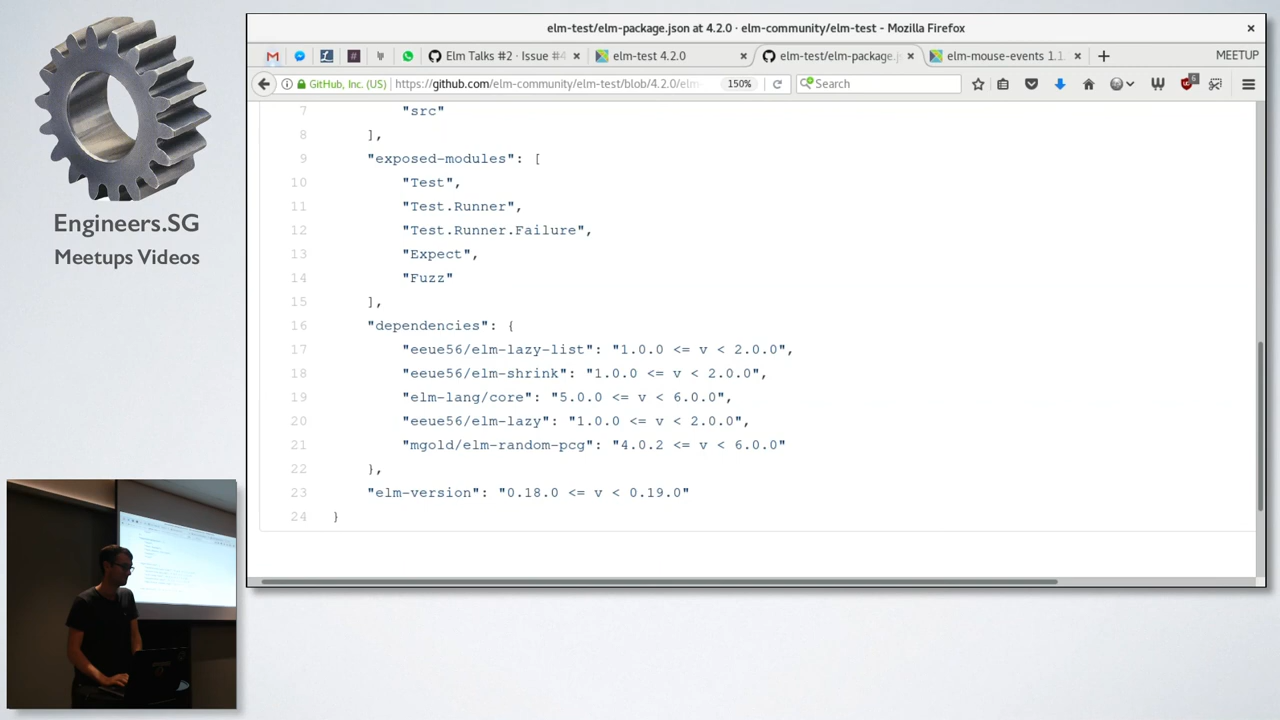 elm-test/elm-package.json at 4.2.0 · elm-community/elm-test - Mozilla Firefox
Elm Talks #2 · Issue #4
elm-test 4.2.0
elm-test/elm-package.j
elm-mouse-events 1.1.
MEETUP
GitHub, Inc. (US)
https://github.com/elm-community/elm-test/blob/4.2.0/elm-
150%
Search
6
7 "src"
8 ],
9 "exposed-modules": [
10 "Test",
11 "Test.Runner",
12 "Test.Runner.Failure",
13 "Expect",
14 "Fuzz"
15 ],
16 "dependencies": {
17 "eeue56/elm-lazy-list": "1.0.0 <= v < 2.0.0",
18 "eeue56/elm-shrink": "1.0.0 <= v < 2.0.0",
19 "elm-lang/core": "5.0.0 <= v < 6.0.0",
20 "eeue56/elm-lazy": "1.0.0 <= v < 2.0.0",
21 "mgold/elm-random-pcg": "4.0.2 <= v < 6.0.0"
22 },
23 "elm-version": "0.18.0 <= v < 0.19.0"
24 }
Engineers.SG
Meetups Videos